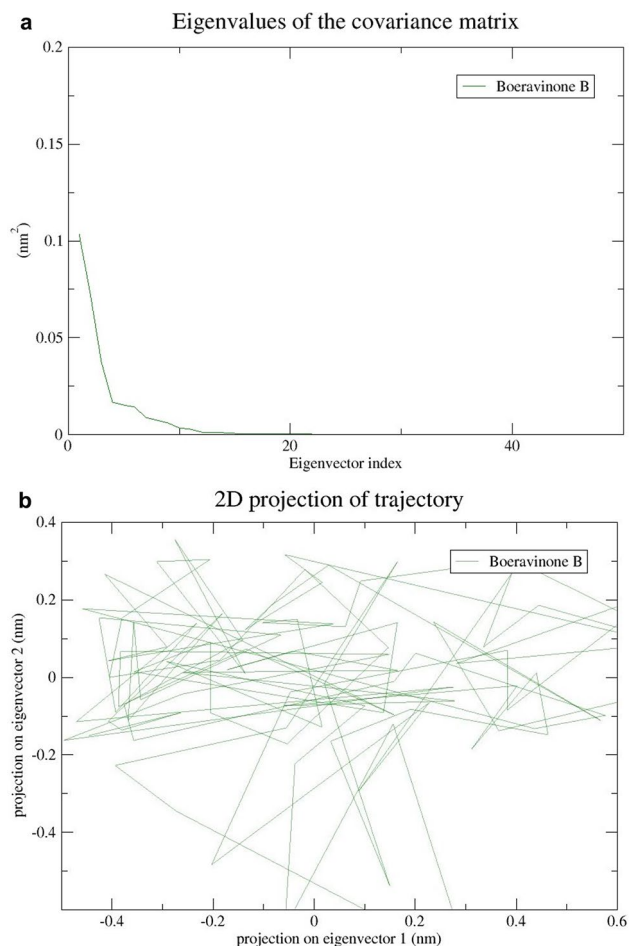 a
Eigenvalues of the covariance matrix
0.2
Boeravinone B
0.15
(nm²)
0.1
0.05
0
0
20
40
Eigenvector index
b
2D projection of trajectory
0.4
Boeravinone B
0.2
projection on eigenvector 2 (nm)
0
-0.2
-0.4
-0.4
-0.2
0
0.2
0.4
0.6
projection on eigenvector 1 (nm)